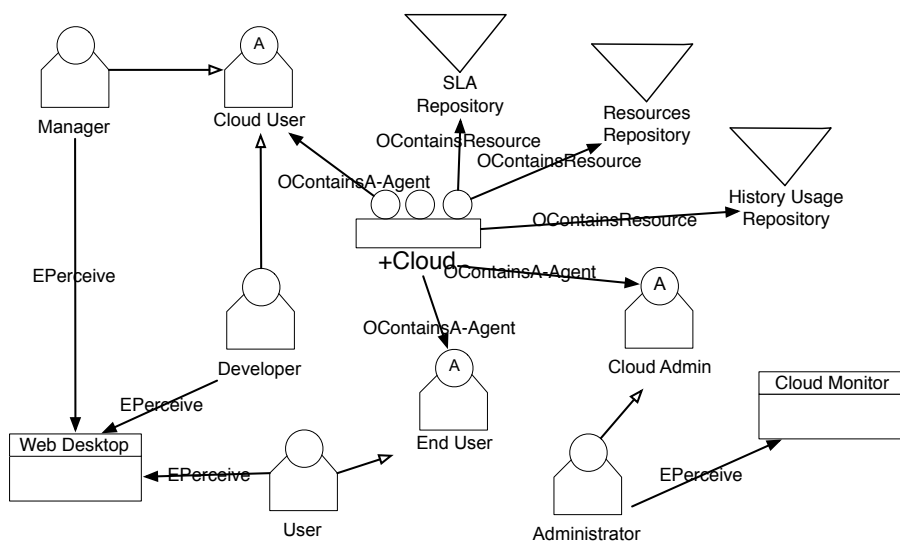 A
A
A
A
Manager
Cloud User
SLA
Repository
Resources
Repository
History Usage
Repository
OContainsResource
OContainsResource
OContainsResource
OContainsA-Agent
+Cloud
OContainsA-Agent
OContainsA-Agent
EPerceive
Developer
Cloud Admin
Cloud Monitor
EPerceive
Web Desktop
End User
EPerceive
EPerceive
User
Administrator